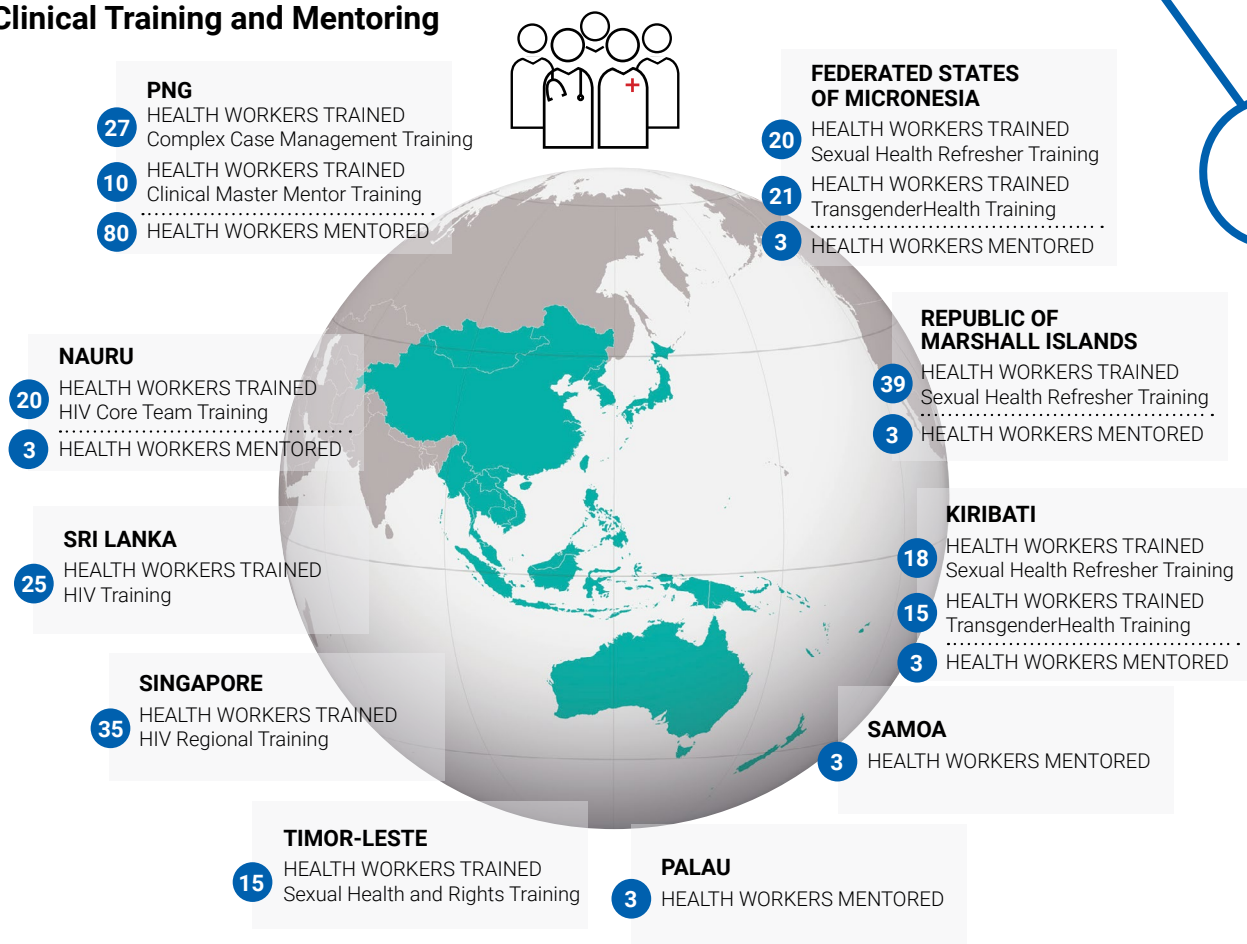 Clinical Training and Mentoring
PNG
27
HEALTH WORKERS TRAINED
Complex Case Management Training
10
HEALTH WORKERS TRAINED
Clinical Master Mentor Training
80
HEALTH WORKERS MENTORED
FEDERATED STATES
OF MICRONESIA
20
HEALTH WORKERS TRAINED
Sexual Health Refresher Training
21
HEALTH WORKERS TRAINED
TransgenderHealth Training
3
HEALTH WORKERS MENTORED
NAURU
20
HEALTH WORKERS TRAINED
HIV Core Team Training
3
HEALTH WORKERS MENTORED
REPUBLIC OF
MARSHALL ISLANDS
39
HEALTH WORKERS TRAINED
Sexual Health Refresher Training
3
HEALTH WORKERS MENTORED
SRI LANKA
25
HEALTH WORKERS TRAINED
HIV Training
KIRIBATI
18
HEALTH WORKERS TRAINED
Sexual Health Refresher Training
15
HEALTH WORKERS TRAINED
TransgenderHealth Training
3
HEALTH WORKERS MENTORED
SINGAPORE
35
HEALTH WORKERS TRAINED
HIV Regional Training
SAMOA
3
HEALTH WORKERS MENTORED
TIMOR-LESTE
15
HEALTH WORKERS TRAINED
Sexual Health and Rights Training
PALAU
3
HEALTH WORKERS MENTORED